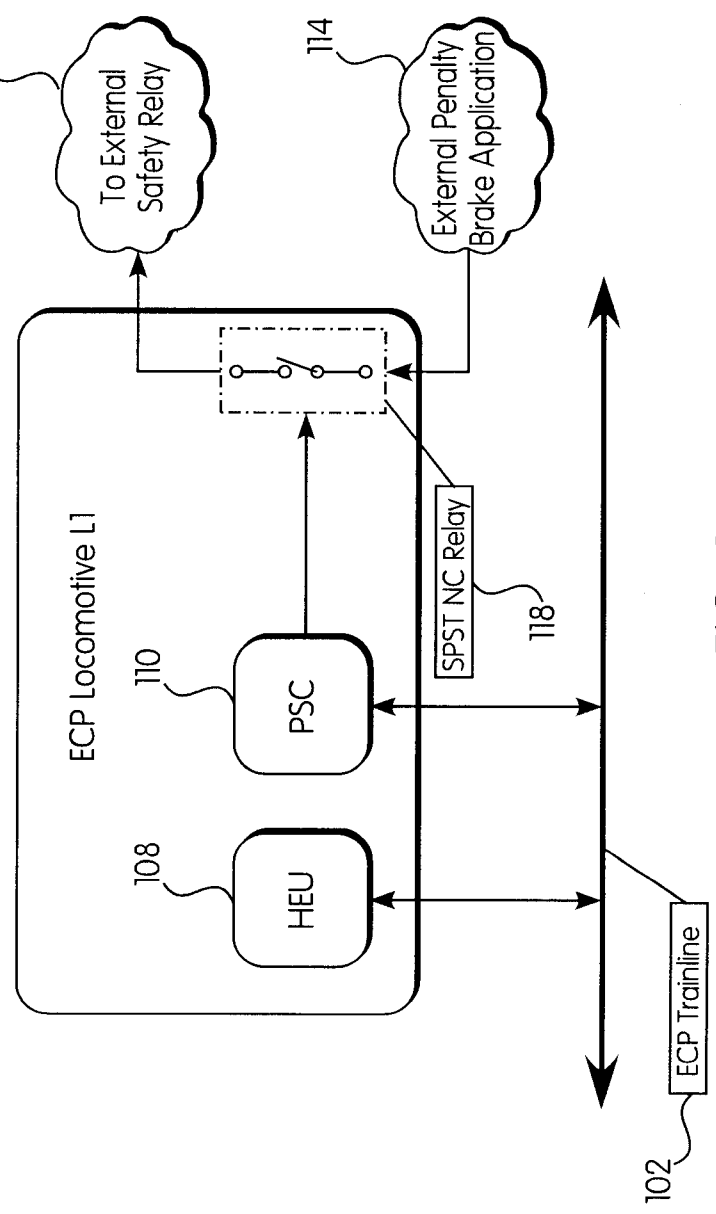 ECP Locomotive L1
108
HEU
110
PSC
To External
Safety Relay
114
External Penalty
Brake Application
SPST NC Relay
118
ECP Trainline
102